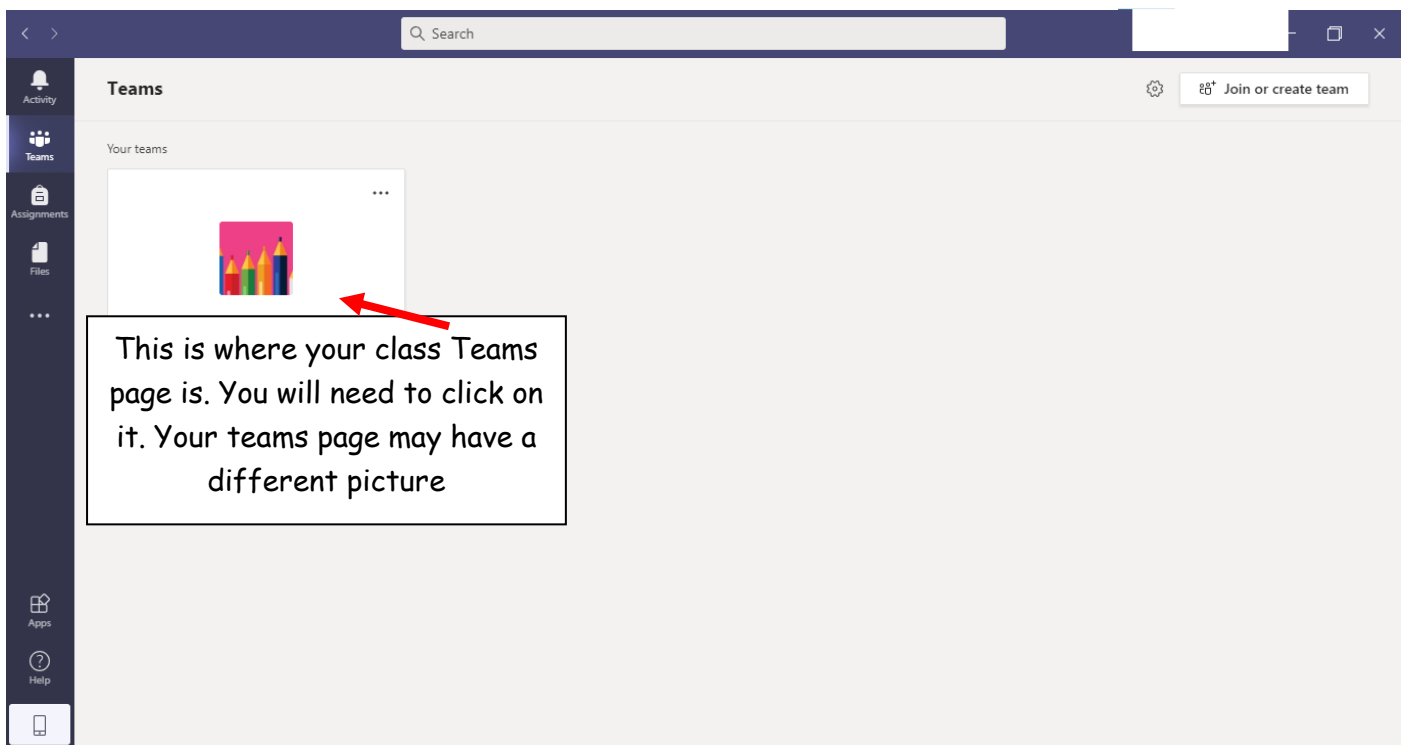 Search
Activity
Teams
Join or create team
Teams
Your teams
Assignments
Files
This is where your class Teams
page is. You will need to click on
it. Your teams page may have a
different picture
Apps
Help